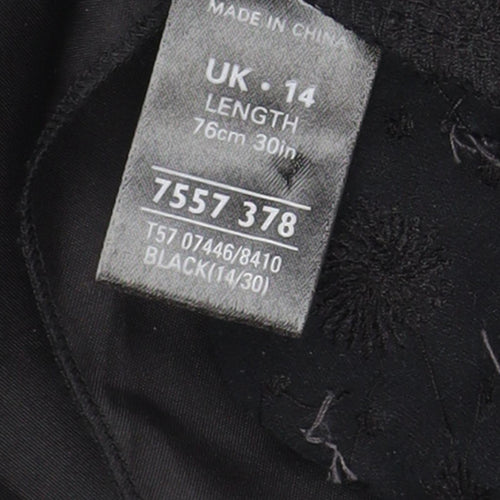 MADE IN CHINA
UK · 14
LENGTH
76cm 30in
7557 378
T57 07446/8410
BLACK(14/30)